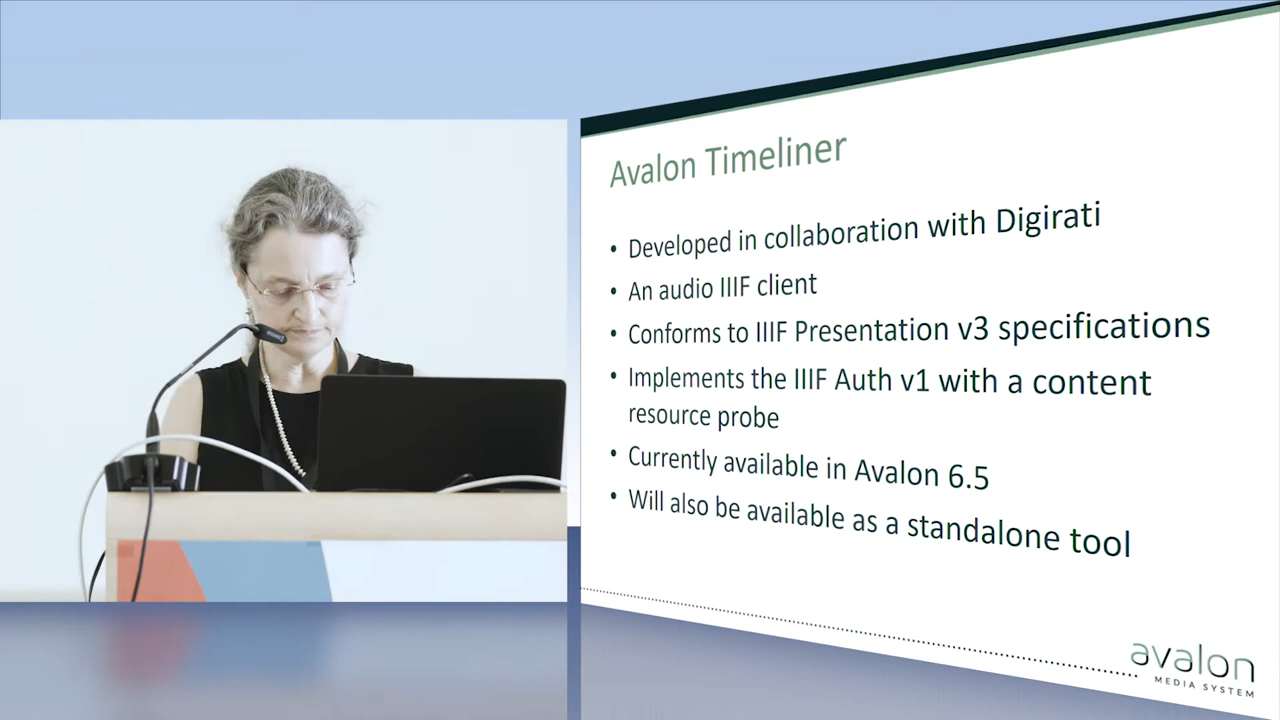 Avalon Timeliner
• Developed in collaboration with Digirati
• An audio IIIF client
• Conforms to IIIF Presentation v3 specifications
• Implements the IIIF Auth v1 with a content
resource probe
• Currently available in Avalon 6.5
• Will also be available as a standalone tool
avalon
MEDIA SYSTEM